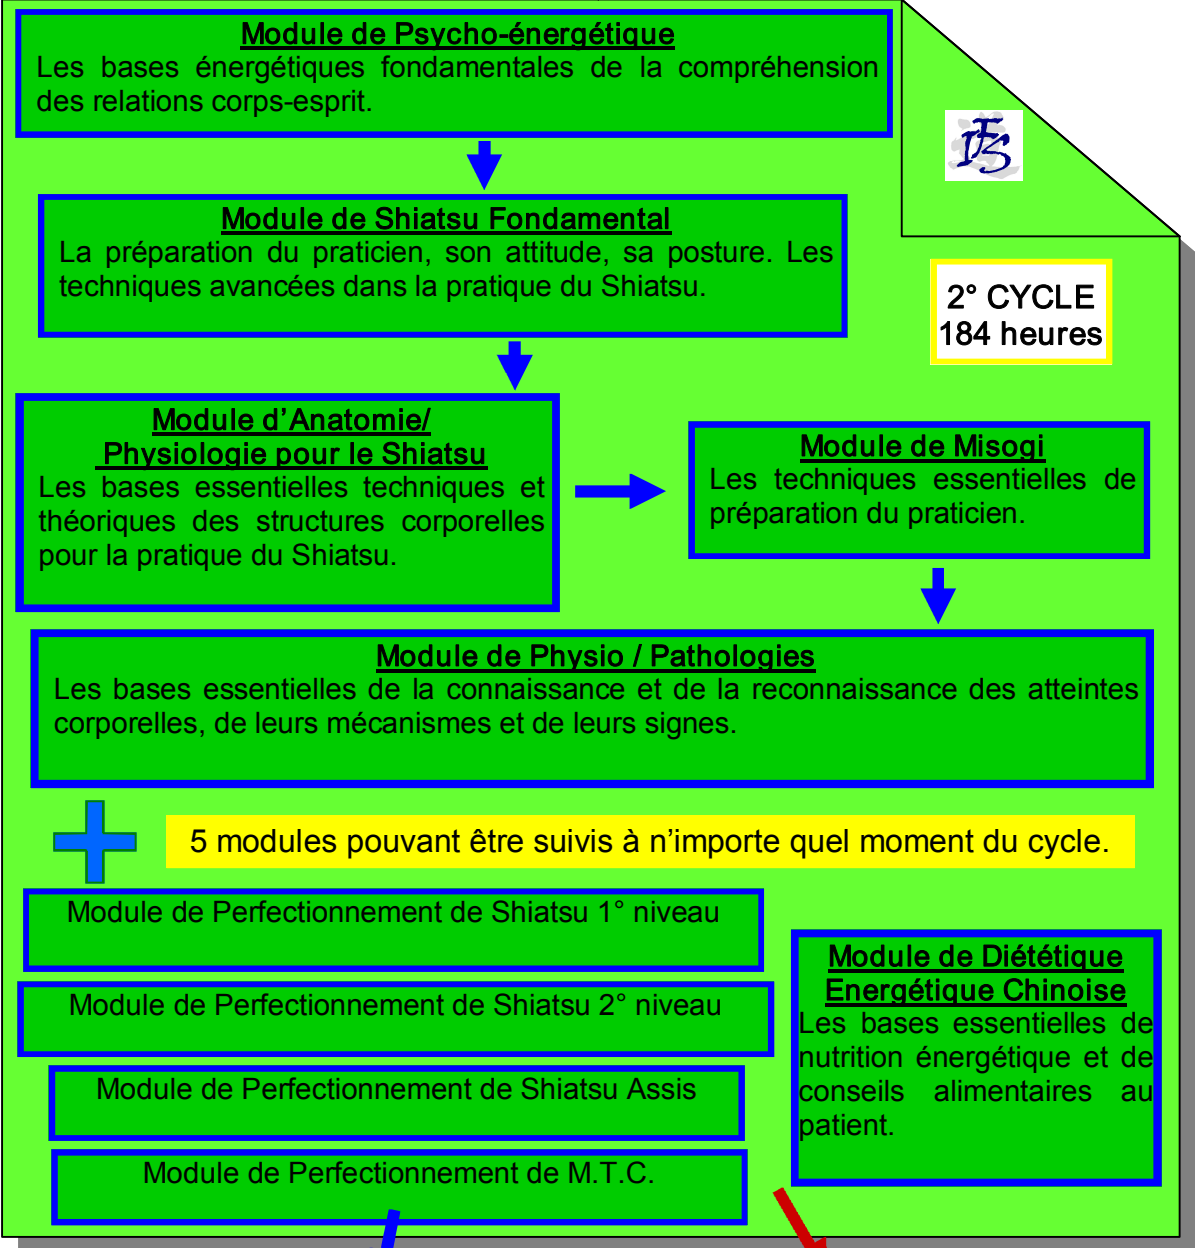 Module de Psycho-énergétique
Les bases énergétiques fondamentales de la compréhension
des relations corps-esprit.
IFS
Module de Shiatsu Fondamental
La préparation du praticien, son attitude, sa posture. Les
techniques avancées dans la pratique du Shiatsu.
2° CYCLE
184 heures
Module d'Anatomie/
Physiologie pour le Shiatsu
Les bases essentielles techniques et
théoriques des structures corporelles
pour la pratique du Shiatsu.
Module de Misogi
Les techniques essentielles de
préparation du praticien.
Module de Physio / Pathologies
Les bases essentielles de la connaissance et de la reconnaissance des atteintes
corporelles, de leurs mécanismes et de leurs signes.
5 modules pouvant être suivis à n'importe quel moment du cycle.
Module de Perfectionnement de Shiatsu 1° niveau
Module de Perfectionnement de Shiatsu 2° niveau
Module de Perfectionnement de Shiatsu Assis
Module de Perfectionnement de M.T.C.
Module de Diététique
Energétique Chinoise
Les bases essentielles de
nutrition énergétique et de
conseils alimentaires au
patient.